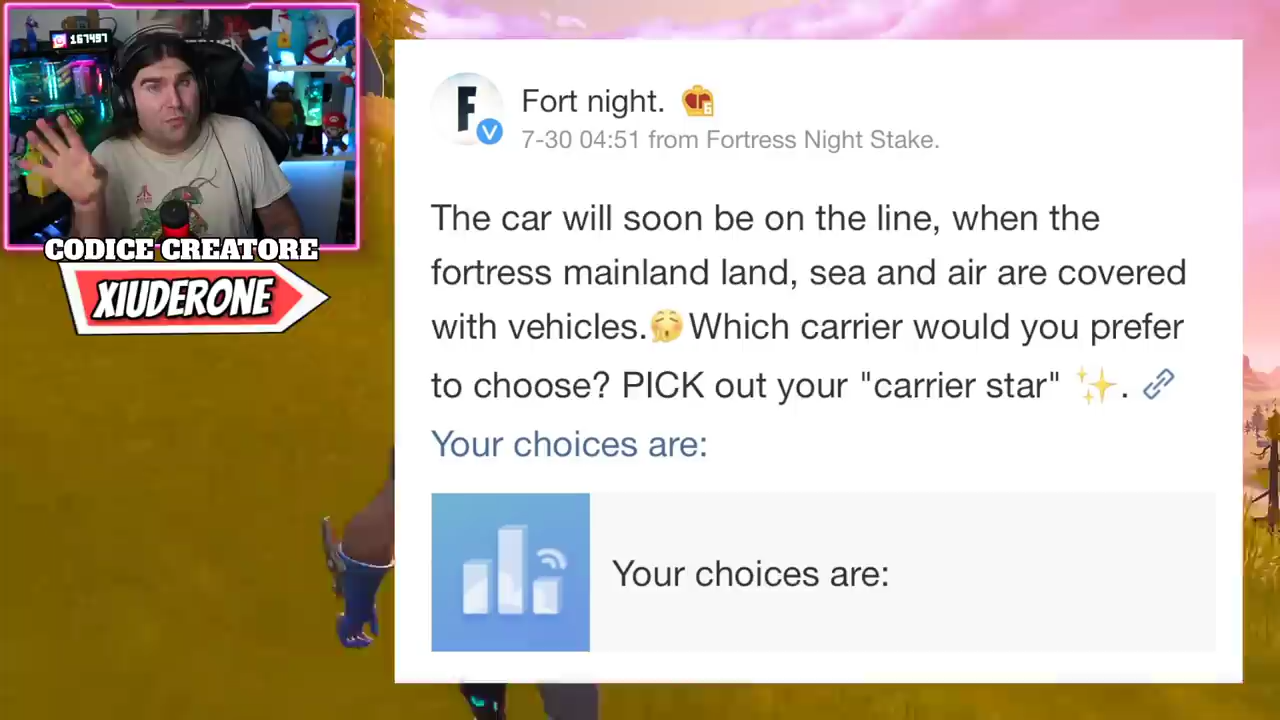 167497
CODICE CREATORE
XIUDERONE
Fort night.
7-30 04:51 from Fortress Night Stake.
The car will soon be on the line, when the
fortress mainland land, sea and air are covered
with vehicles.🫢Which carrier would you prefer
to choose? PICK out your "carrier star" ✨.
Your choices are:
Your choices are: